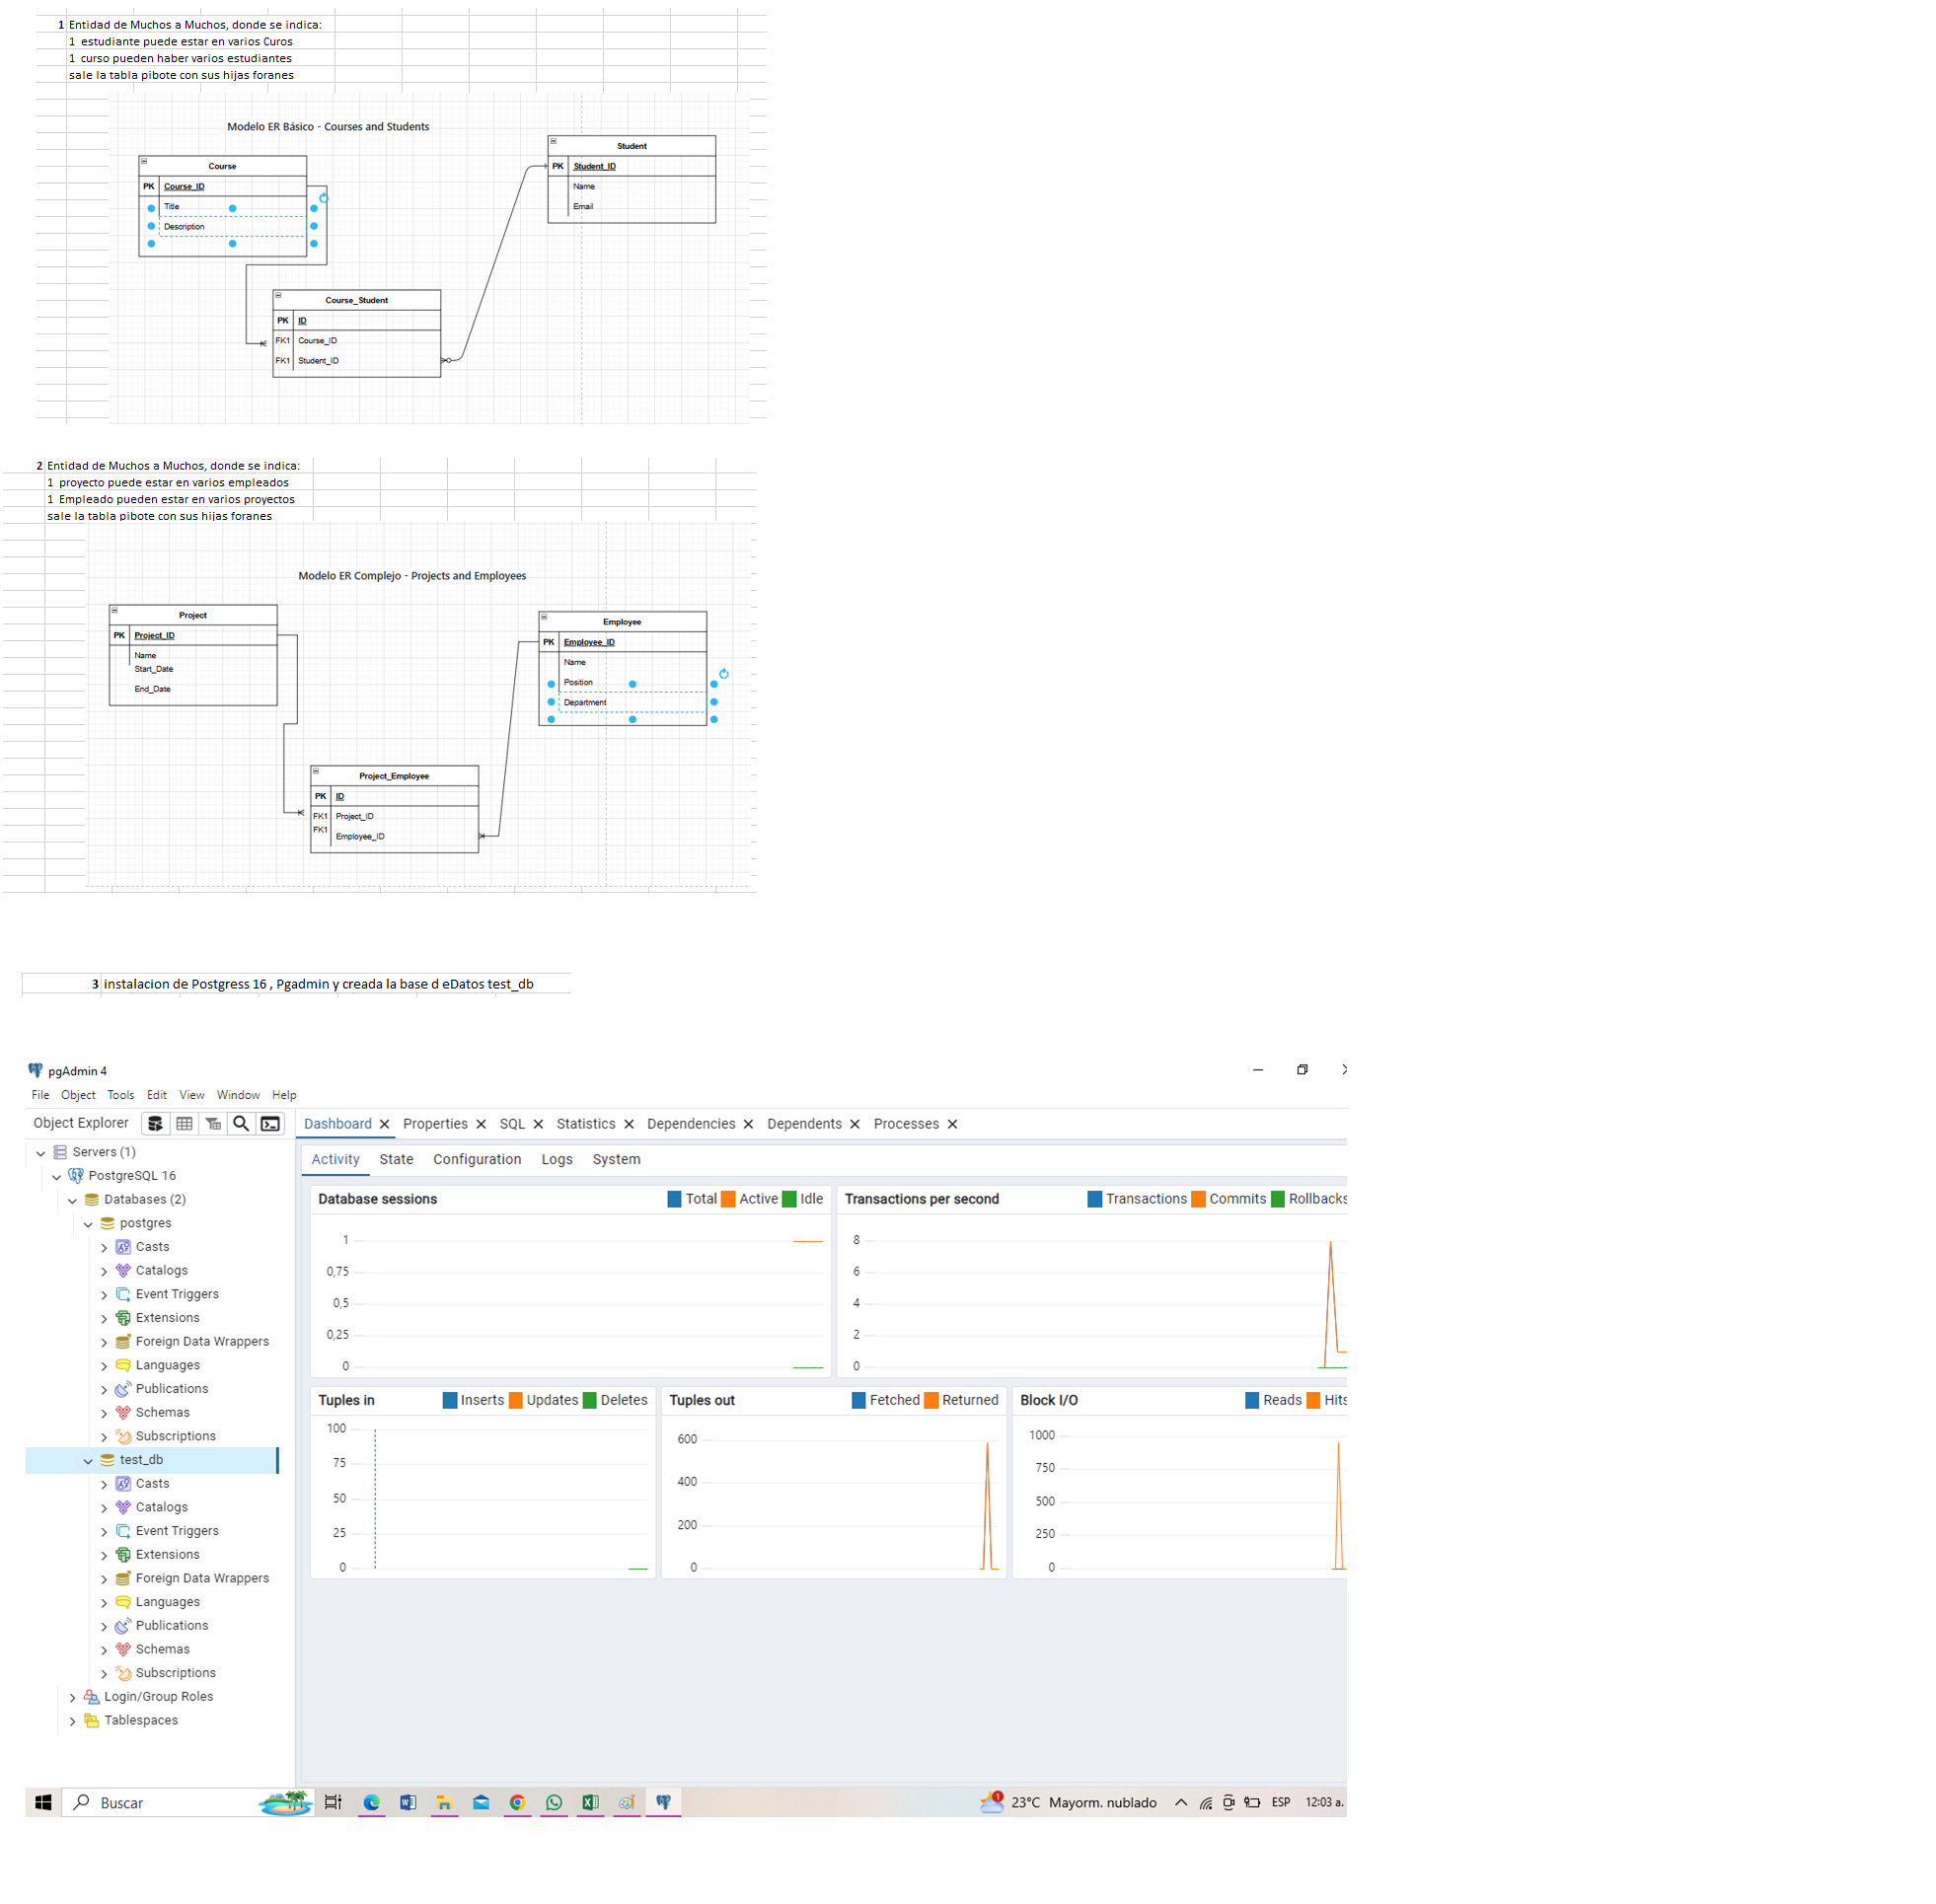 1 Entidad de Muchos a Muchos, donde se indica:
1 estudiante puede estar en varios Curos
1 curso pueden haber varios estudiantes
sale la tabla pibote con sus hijas foranes
Modelo ER Básico - Courses and Students
Course
PK Course_ID
Title
Description
Student
PK Student_ID
Name
Email
Course_Student
PK ID
FK1 Course_ID
FK1 Student_ID
2 Entidad de Muchos a Muchos, donde se indica:
1 proyecto puede estar en varios empleados
1 Empleado pueden estar en varios proyectos
sale la tabla pibote con sus hijas foranes
Modelo ER Complejo - Projects and Employees
Project
PK Project_ID
Name
Start_Date
End_Date
Employee
PK Employee_ID
Name
Position
Department
Project_Employee
PK ID
FK1 Project_ID
FK1 Employee_ID
3 instalacion de Postgress 16 , Pgadmin y creada la base d eDatos test_db
pgAdmin 4
File Object Tools Edit View Window Help
Object Explorer
Servers (1)
PostgreSQL 16
Databases (2)
postgres
Casts
Catalogs
Event Triggers
Extensions
Foreign Data Wrappers
Languages
Publications
Schemas
Subscriptions
test_db
Casts
Catalogs
Event Triggers
Extensions
Foreign Data Wrappers
Languages
Publications
Schemas
Subscriptions
Login/Group Roles
Tablespaces
Dashboard Properties SQL Statistics Dependencies Dependents Processes
Activity State Configuration Logs System
Database sessions Total Active Idle
1
0,75
0,5
0,25
0
Transactions per second Transactions Commits Rollbacks
8
6
4
2
0
Tuples in Inserts Updates Deletes
100
75
50
25
0
Tuples out Fetched Returned
600
400
200
0
Block I/O Reads Hits
1000
750
500
250
0
Buscar
1
23°C Mayorm. nublado ESP 12:03 a.